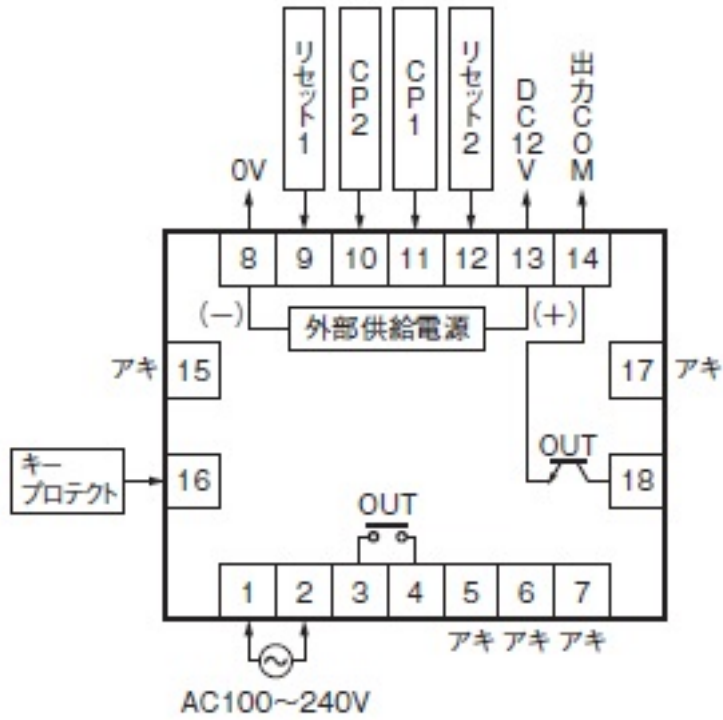 リセット1
CP2
CP1
リセット2
DC12V
出力COM
0V
8 9 10 11 12 13 14
(−) 外部供給電源 (+)
アキ 15 17 アキ
キー
プロテクト
16
OUT
18
OUT
1 2 3 4 5 6 7
アキ アキ アキ
AC100〜240V